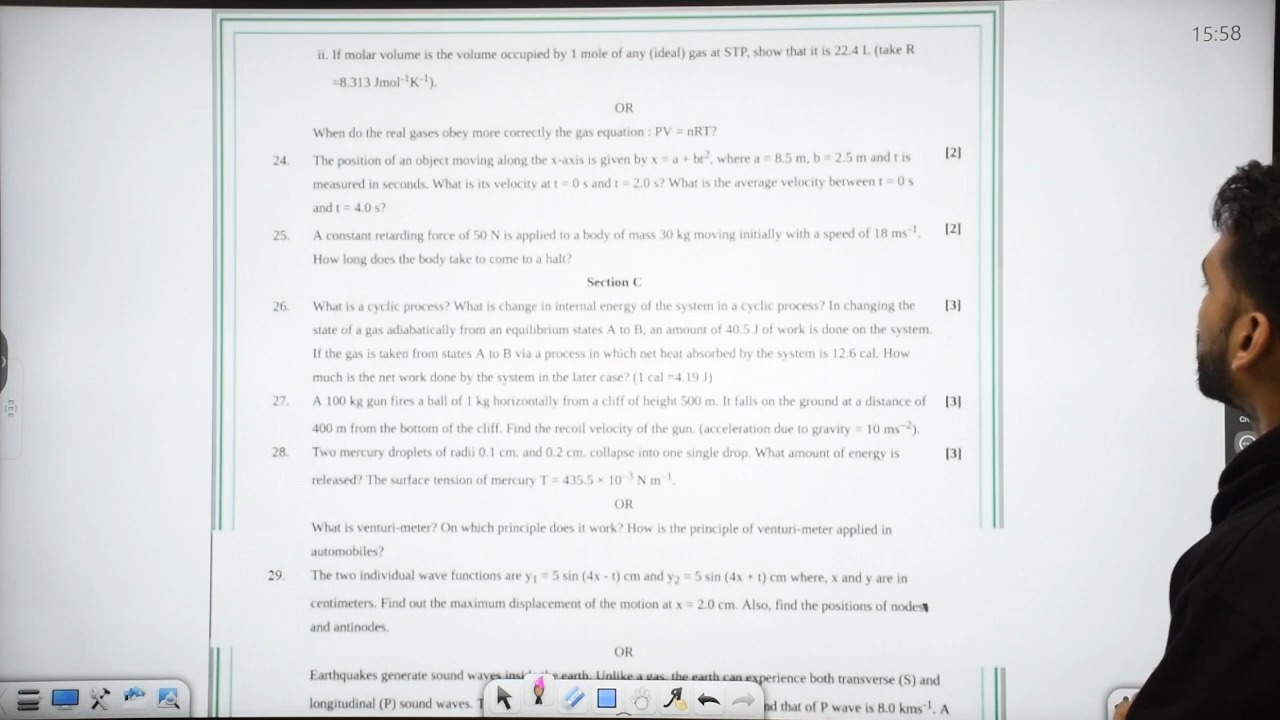 15:58
ii. If molar volume is the volume occupied by 1 mole of any (ideal) gas at STP, show that it is 22.4 L (take R
=8.313 Jmol⁻¹K⁻¹).
OR
When do the real gases obey more correctly the gas equation : PV = nRT?
24. The position of an object moving along the x-axis is given by x = a + bt², where a = 8.5 m, b = 2.5 m and t is [2]
measured in seconds. What is its velocity at t = 0 s and t = 2.0 s? What is the average velocity between t = 0 s
and t = 4.0 s?
25. A constant retarding force of 50 N is applied to a body of mass 30 kg moving initially with a speed of 18 ms⁻¹. [2]
How long does the body take to come to a halt?
Section C
26. What is a cyclic process? What is change in internal energy of the system in a cyclic process? In changing the [3]
state of a gas adiabatically from an equilibrium states A to B, an amount of 40.5 J of work is done on the system.
If the gas is taken from states A to B via a process in which net heat absorbed by the system is 12.6 cal. How
much is the net work done by the system in the later case? (1 cal =4.19 J)
27. A 100 kg gun fires a ball of 1 kg horizontally from a cliff of height 500 m. It falls on the ground at a distance of [3]
400 m from the bottom of the cliff. Find the recoil velocity of the gun. (acceleration due to gravity = 10 ms⁻²).
28. Two mercury droplets of radii 0.1 cm. and 0.2 cm. collapse into one single drop. What amount of energy is [3]
released? The surface tension of mercury T = 435.5 × 10⁻³ N m⁻¹.
OR
What is venturi-meter? On which principle does it work? How is the principle of venturi-meter applied in
automobiles?
29. The two individual wave functions are y₁ = 5 sin (4x - t) cm and y₂ = 5 sin (4x + t) cm where, x and y are in
centimeters. Find out the maximum displacement of the motion at x = 2.0 cm. Also, find the positions of nodes
and antinodes.
OR
Earthquakes generate sound waves inside the earth. Unlike a gas, the earth can experience both transverse (S) and
longitudinal (P) sound waves. nd that of P wave is 8.0 kms⁻¹. A